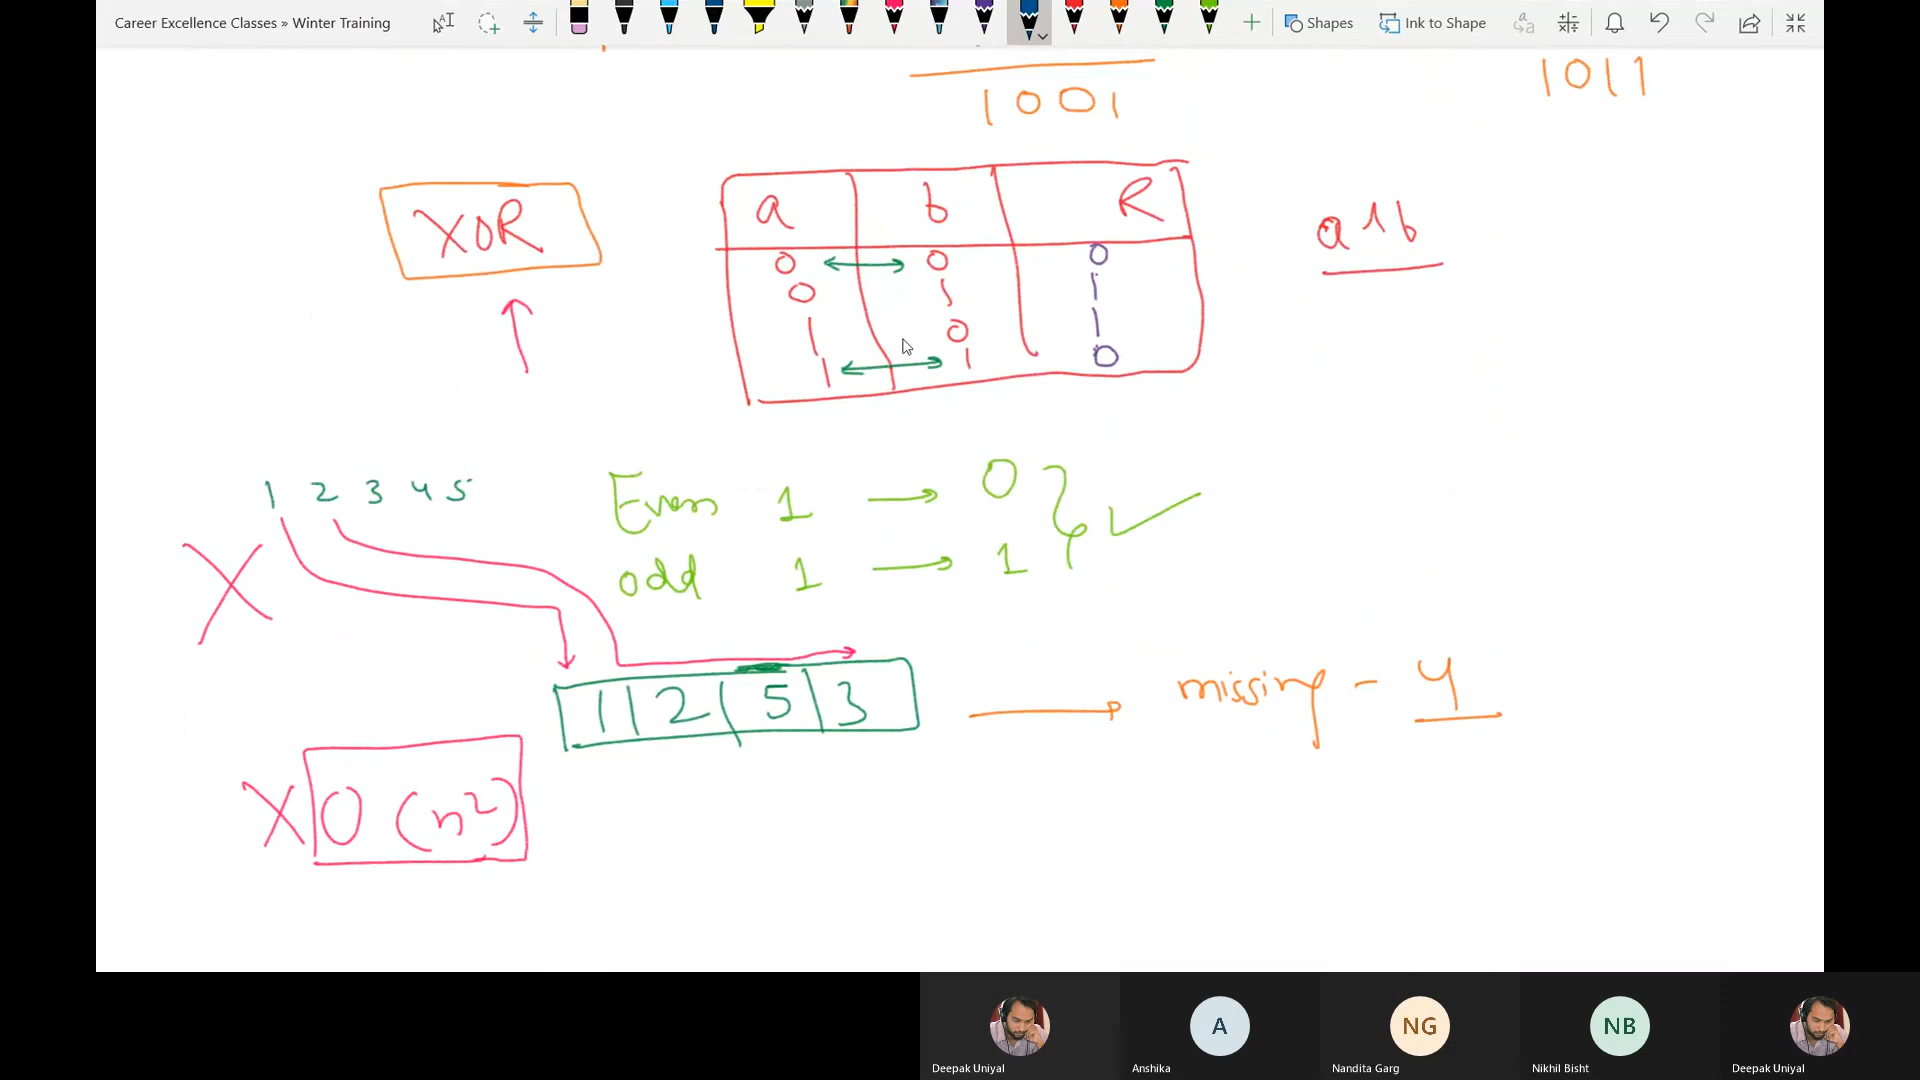 Career Excellence Classes » Winter Training
Shapes
Ink to Shape
1001
1011
XOR
a b R
0 0 0
0 1 1
1 0 1
1 1 0
a^b
1 2 3 4 5
Even 1 → 0
odd 1 → 1
X
1 2 5 3
missing - 4
X O (n²)
A
NG
NB
Deepak Uniyal
Anshika
Nandita Garg
Nikhil Bisht
Deepak Uniyal